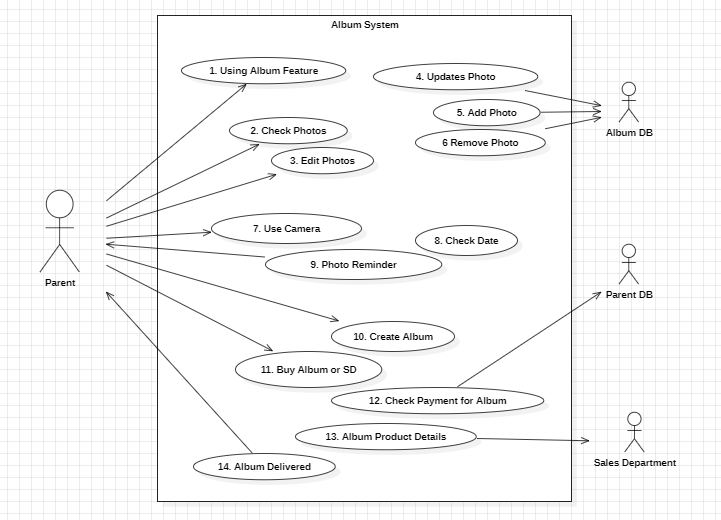 Album System
1. Using Album Feature
4. Updates Photo
5. Add Photo
Album DB
2. Check Photos
6 Remove Photo
3. Edit Photos
7. Use Camera
8. Check Date
9. Photo Reminder
Parent
Parent DB
10. Create Album
11. Buy Album or SD
12. Check Payment for Album
13. Album Product Details
14. Album Delivered
Sales Department